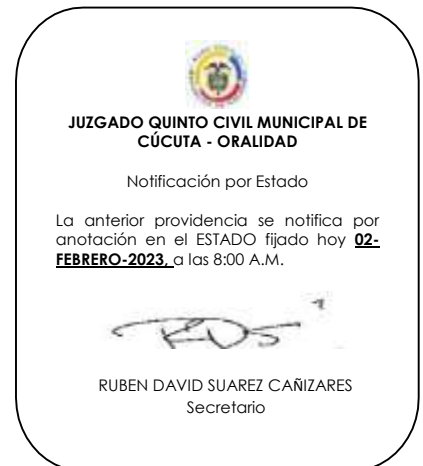 JUZGADO QUINTO CIVIL MUNICIPAL DE
CÚCUTA - ORALIDAD
Notificación por Estado
La anterior providencia se notifica por
anotación en el ESTADO fijado hoy 02-
FEBRERO-2023, a las 8:00 A.M.
RUBEN DAVID SUAREZ CAÑIZARES
Secretario